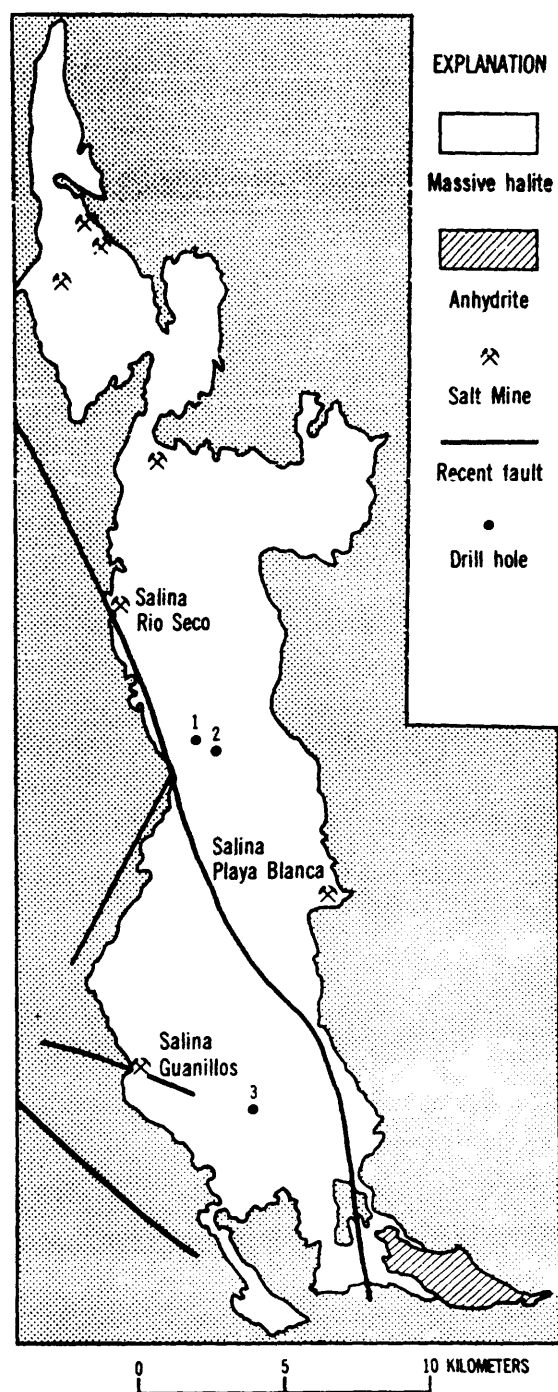 EXPLANATION
Massive halite
Anhydrite
Salt Mine
Recent fault
Drill hole
Salina
Rio Seco
1
2
Salina
Playa Blanca
Salina
Guanillos
3
0 5 10 KILOMETERS